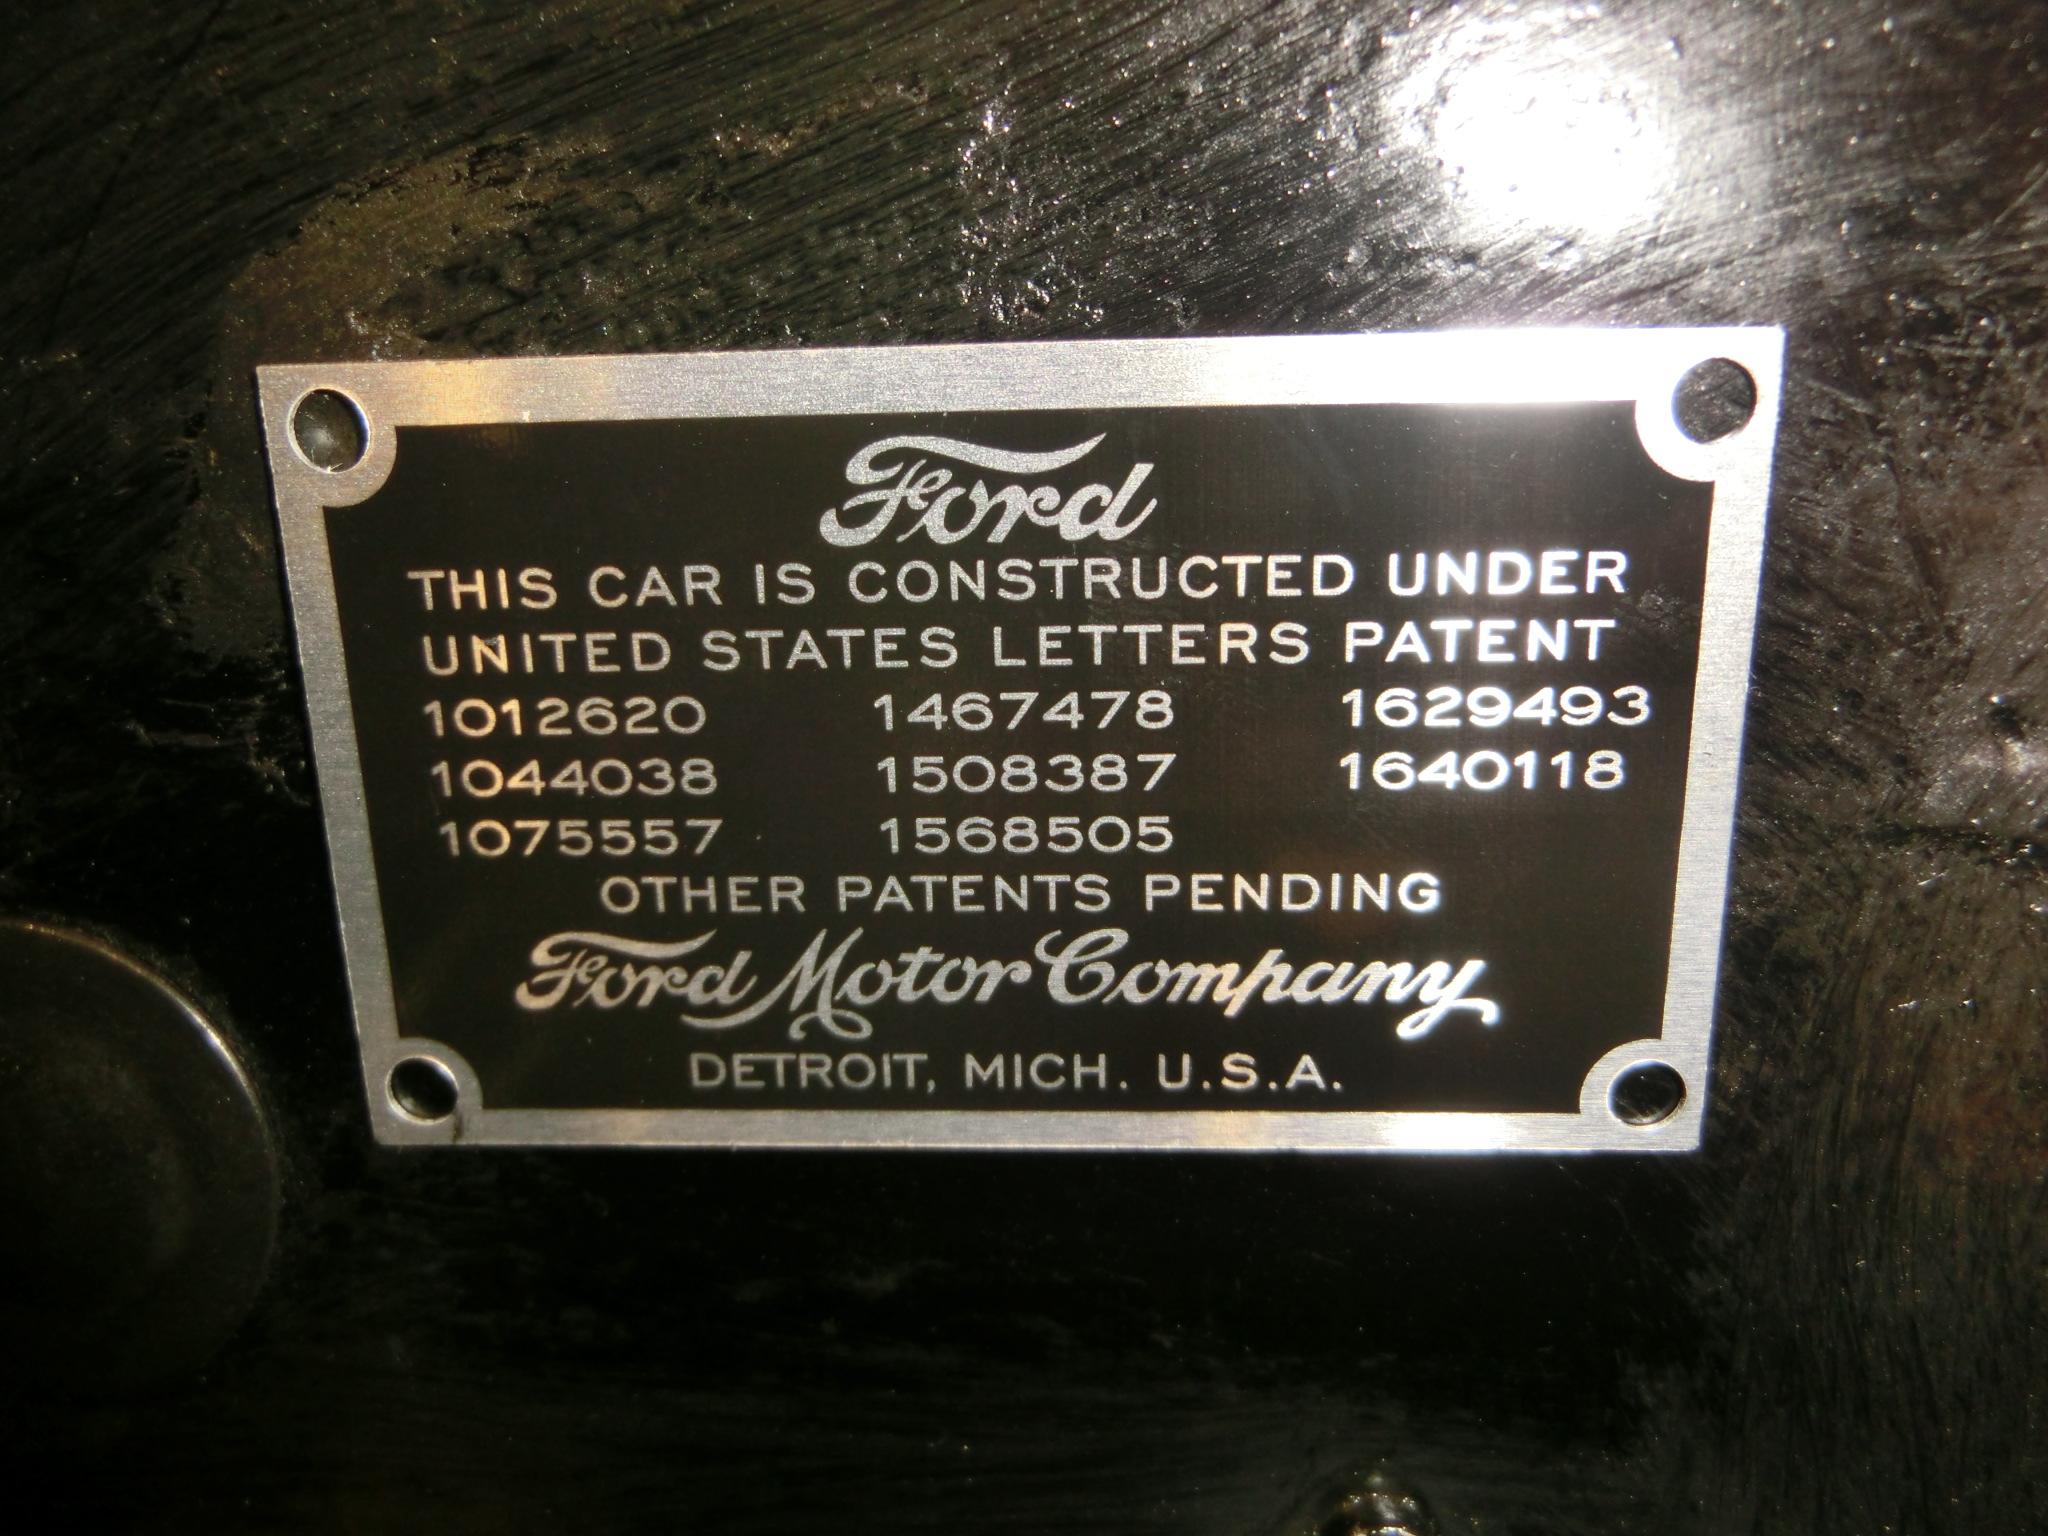 Ford
THIS CAR IS CONSTRUCTED UNDER
UNITED STATES LETTERS PATENT
1012620 1467478 1629493
1044038 1508387 1640118
1075557 1568505
OTHER PATENTS PENDING
Ford Motor Company
DETROIT, MICH. U.S.A.